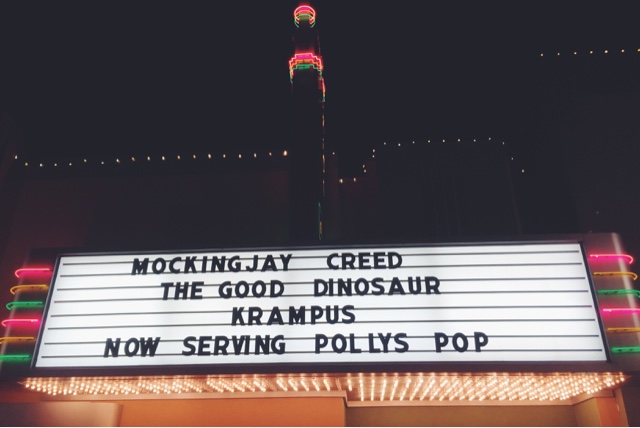 MOCKINGJAY CREED
THE GOOD DINOSAUR
KRAMPUS
NOW SERVING POLLYS POP